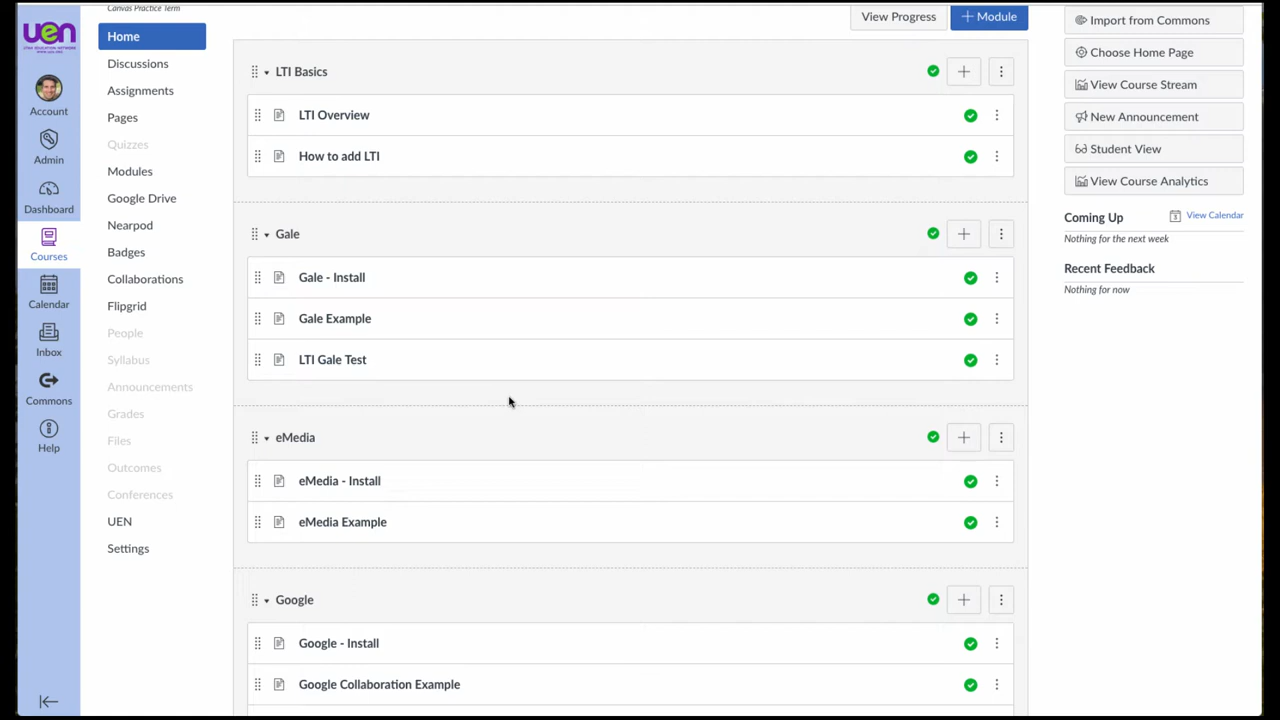 Canvas Practice Term
uen
UTAH EDUCATION NETWORK
Account
Admin
Dashboard
Courses
Calendar
Inbox
Commons
Help
Home
Discussions
Assignments
Pages
Quizzes
Modules
Google Drive
Nearpod
Badges
Collaborations
Flipgrid
People
Syllabus
Announcements
Grades
Files
Outcomes
Conferences
UEN
Settings
View Progress
+ Module
LTI Basics
LTI Overview
How to add LTI
Gale
Gale - Install
Gale Example
LTI Gale Test
eMedia
eMedia - Install
eMedia Example
Google
Google - Install
Google Collaboration Example
Import from Commons
Choose Home Page
View Course Stream
New Announcement
Student View
View Course Analytics
Coming Up
View Calendar
Nothing for the next week
Recent Feedback
Nothing for now